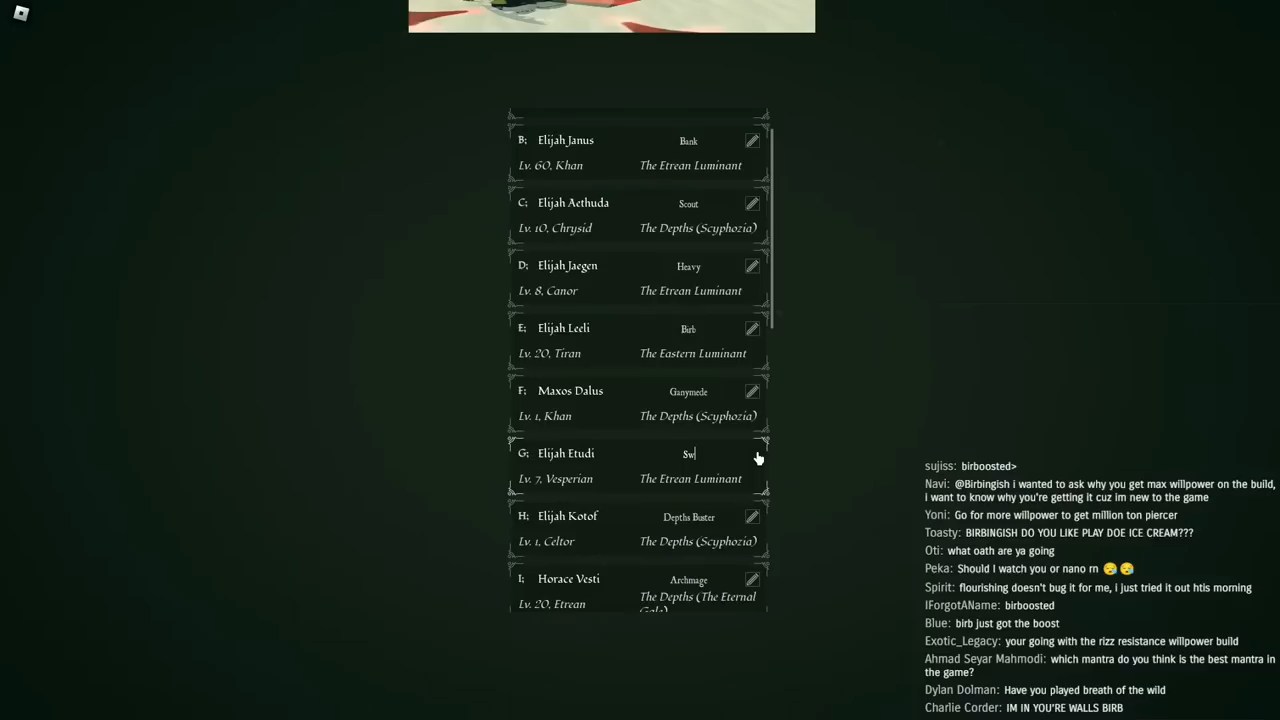 B; Elijah Janus Bank
Lv. 60, Khan The Etrean Luminant
C; Elijah Aethuda Scout
Lv. 10, Chrysid The Depths (Scyphozia)
D; Elijah Jaegen Heavy
Lv. 8, Canor The Etrean Luminant
E; Elijah Leeli Birb
Lv. 20, Tiran The Eastern Luminant
F; Maxos Dalus Ganymede
Lv. 1, Khan The Depths (Scyphozia)
G; Elijah Etudi Sw
Lv. 7, Vesperian The Etrean Luminant
H; Elijah Kotof Depths Buster
Lv. 1, Celtor The Depths (Scyphozia)
I; Horace Vesti Archmage
Lv. 20, Etrean The Depths (The Eternal
sujiss: birboosted>
Navi: @Birbingish i wanted to ask why you get max willpower on the build,
i want to know why you're getting it cuz im new to the game
Yoni: Go for more willpower to get million ton piercer
Toasty: BIRBINGISH DO YOU LIKE PLAY DOE ICE CREAM???
Oti: what oath are ya going
Peka: Should I watch you or nano rn 😪😪
Spirit: flourishing doesn't bug it for me, i just tried it out htis morning
IForgotAName: birboosted
Blue: birb just got the boost
Exotic_Legacy: your going with the rizz resistance willpower build
Ahmad Seyar Mahmodi: which mantra do you think is the best mantra in
the game?
Dylan Dolman: Have you played breath of the wild
Charlie Corder: IM IN YOU'RE WALLS BIRB